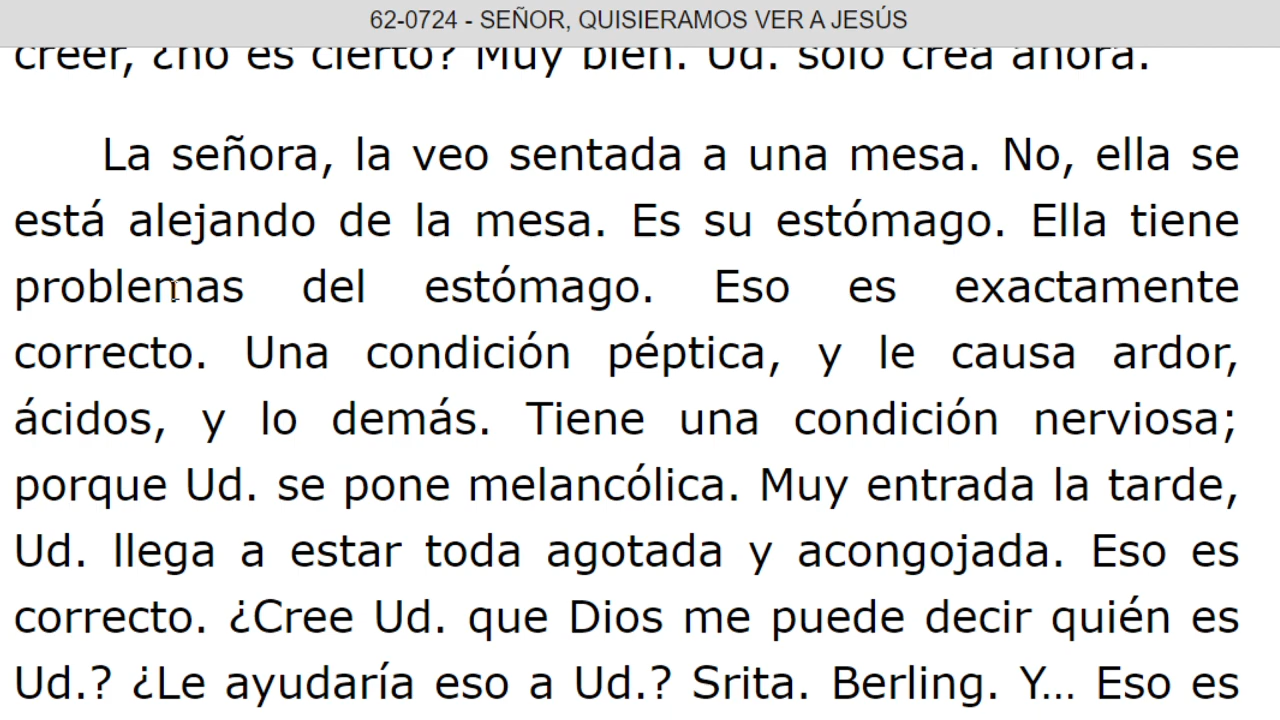 62-0724 - SEÑOR, QUISIERAMOS VER A JESÚS
creer, ¿no es cierto? Muy bien. Ud. sólo crea ahora.
La señora, la veo sentada a una mesa. No, ella se
está alejando de la mesa. Es su estómago. Ella tiene
problemas del estómago. Eso es exactamente
correcto. Una condición péptica, y le causa ardor,
ácidos, y lo demás. Tiene una condición nerviosa;
porque Ud. se pone melancólica. Muy entrada la tarde,
Ud. llega a estar toda agotada y acongojada. Eso es
correcto. ¿Cree Ud. que Dios me puede decir quién es
Ud.? ¿Le ayudaría eso a Ud.? Srita. Berling. Y... Eso es